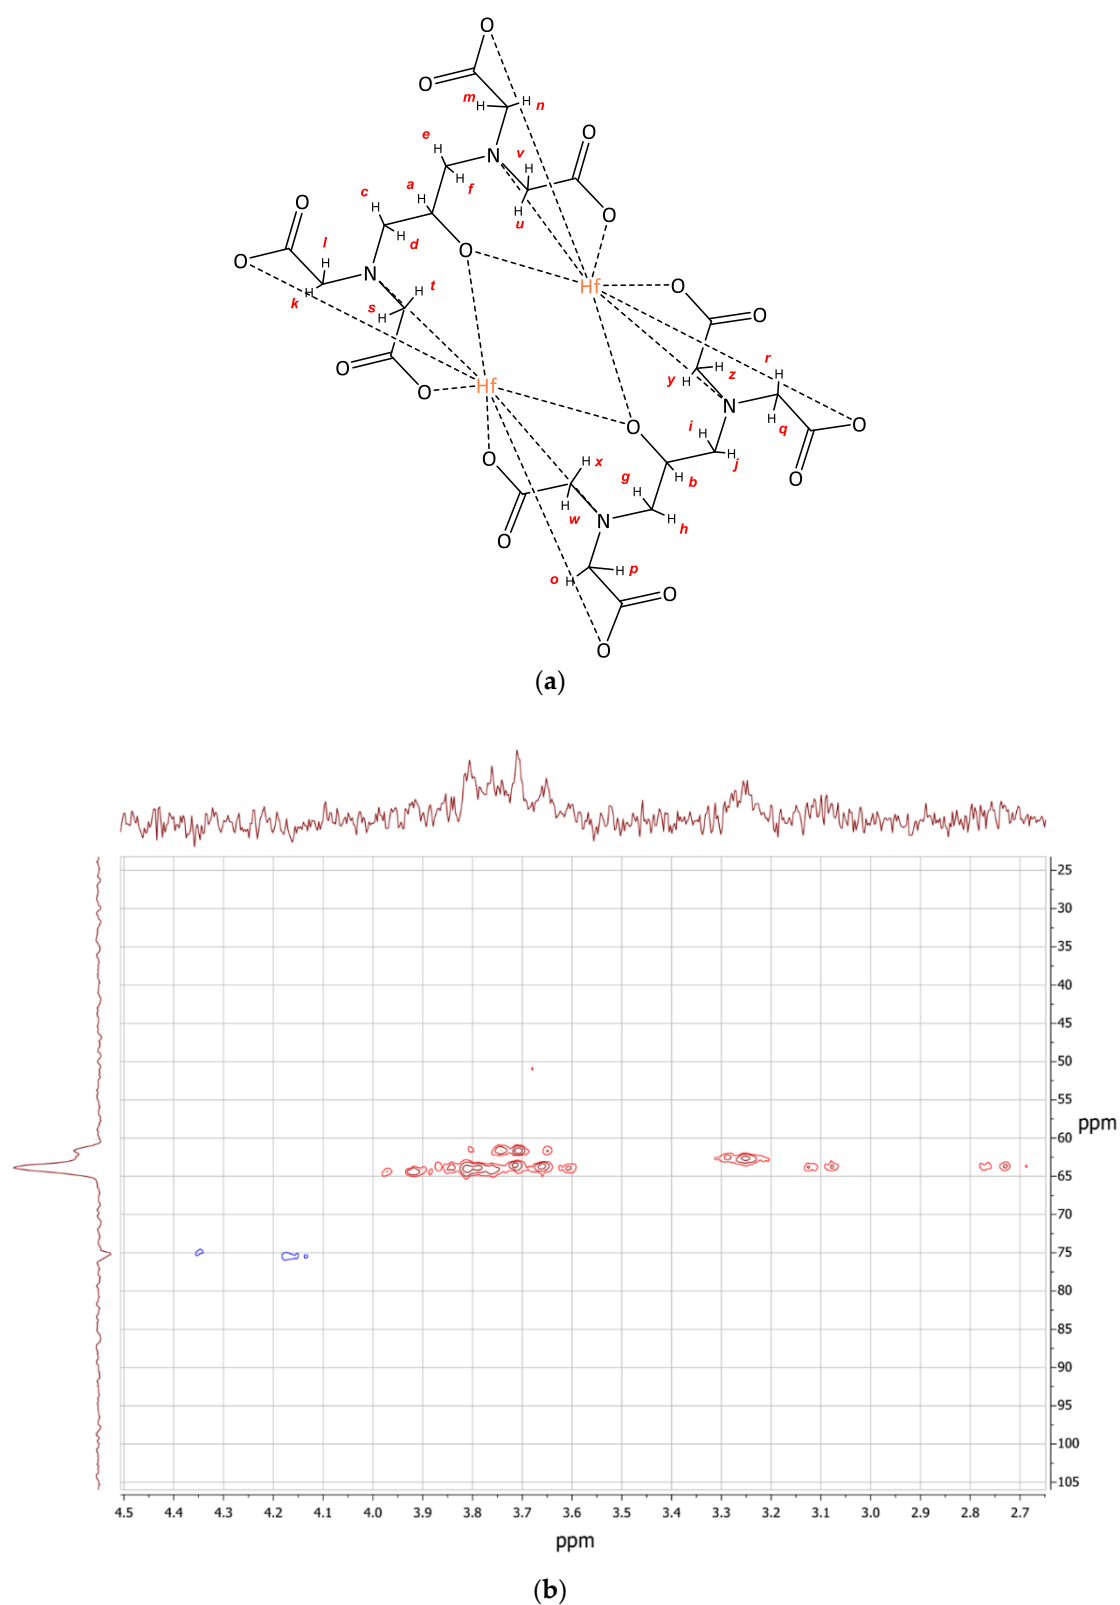 O
O
m H H n
O
e H N v H
a H H f
c H H u O
O H d O
l H O
O N Hf O
k H s H H t O
r
O Hf y H H z H
O N H q
O i H O
O H x g H H j
H b O
O H w N H h
o H H p
O
O
(a)
25
30
35
40
45
50
55
60
65
70
75
80
85
90
95
100
105
ppm
4.5 4.4 4.3 4.2 4.1 4.0 3.9 3.8 3.7 3.6 3.5 3.4 3.3 3.2 3.1 3.0 2.9 2.8 2.7
ppm
(b)